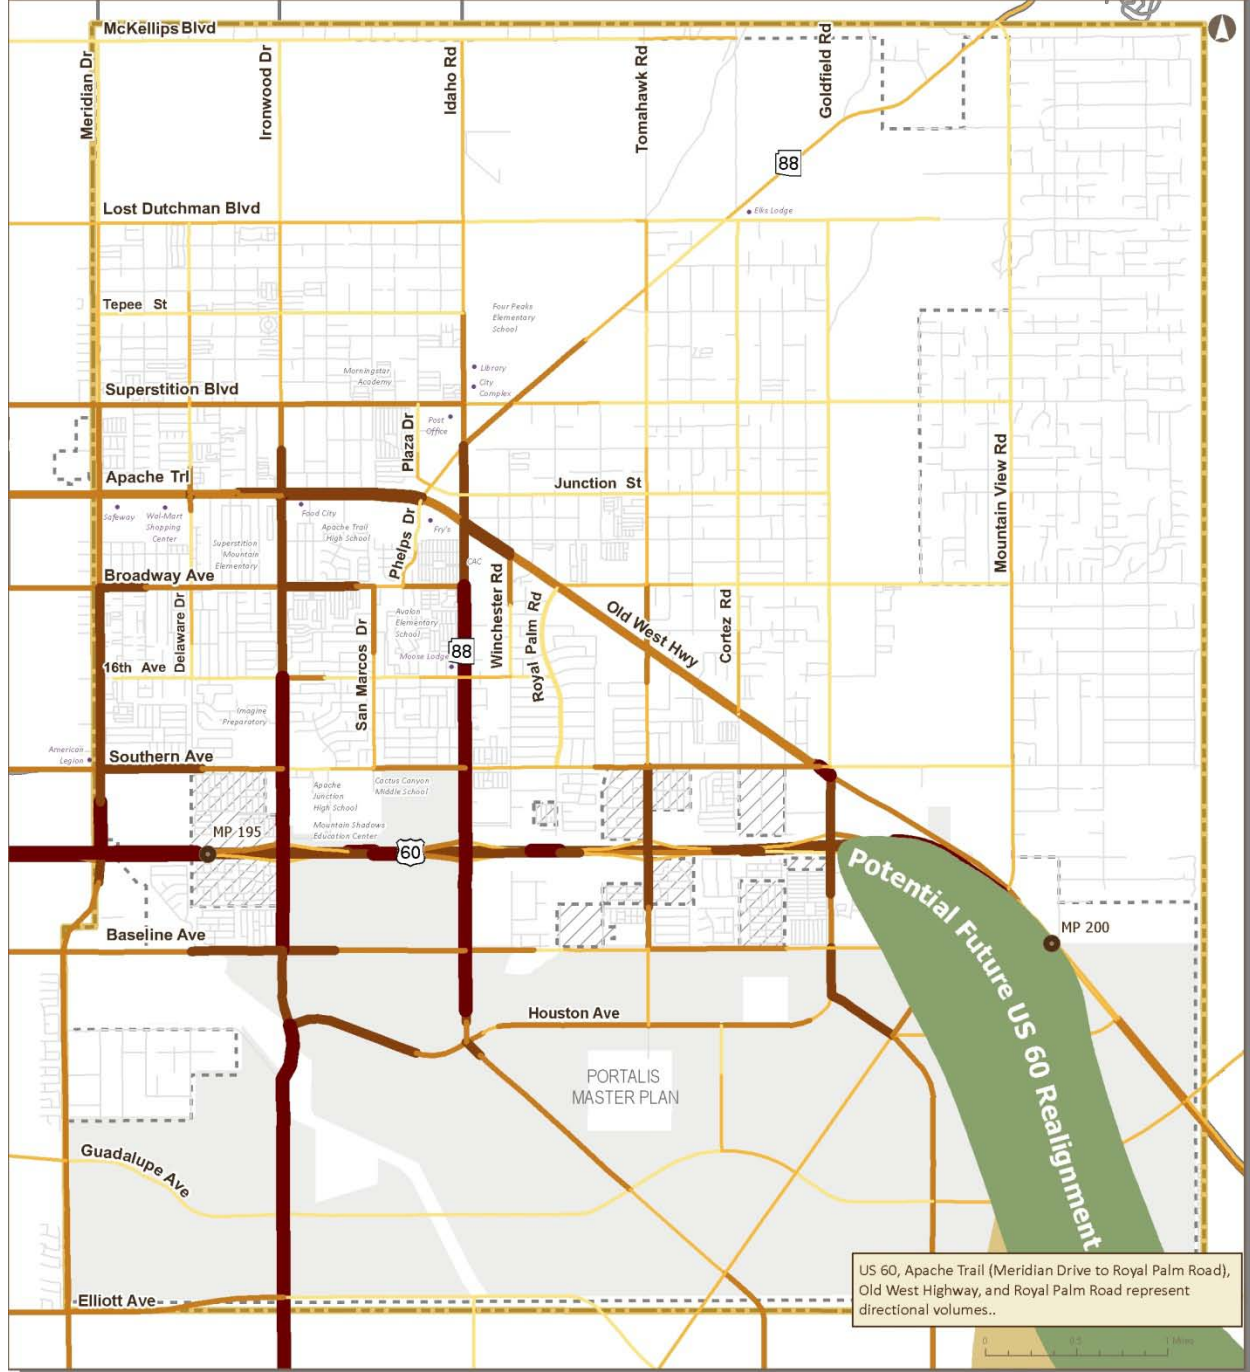 McKellips Blvd
Meridian Dr
Ironwood Dr
Idaho Rd
Tomahawk Rd
Goldfield Rd
88
Lost Dutchman Blvd
Elks Lodge
Tepee St
Four Peaks
Elementary
School
Morningstar
Academy
Library
City
Complex
Superstition Blvd
Plaza Dr
Post
Office
Mountain View Rd
Apache Trl
Junction St
Safeway
Wal-Mart
Shopping
Center
Food City
Apache Trail
High School
Phelps Dr
Fry's
Superstition
Mountain
Elementary
CAC
Broadway Ave
Winchester Rd
Royal Palm Rd
Old West Hwy
Cortez Rd
Delaware Dr
San Marcos Dr
Avalon
Elementary
School
Moose Lodge
88
16th Ave
Imagine
Preparatory
American
Legion
Southern Ave
Apache
Junction
High School
Cactus Canyon
Middle School
Mountain Shadows
Education Center
MP 195
60
Potential Future US 60 Realignment
MP 200
Baseline Ave
Houston Ave
PORTALIS
MASTER PLAN
Guadalupe Ave
Elliott Ave
US 60, Apache Trail (Meridian Drive to Royal Palm Road),
Old West Highway, and Royal Palm Road represent
directional volumes..
0 0.5 1 Miles